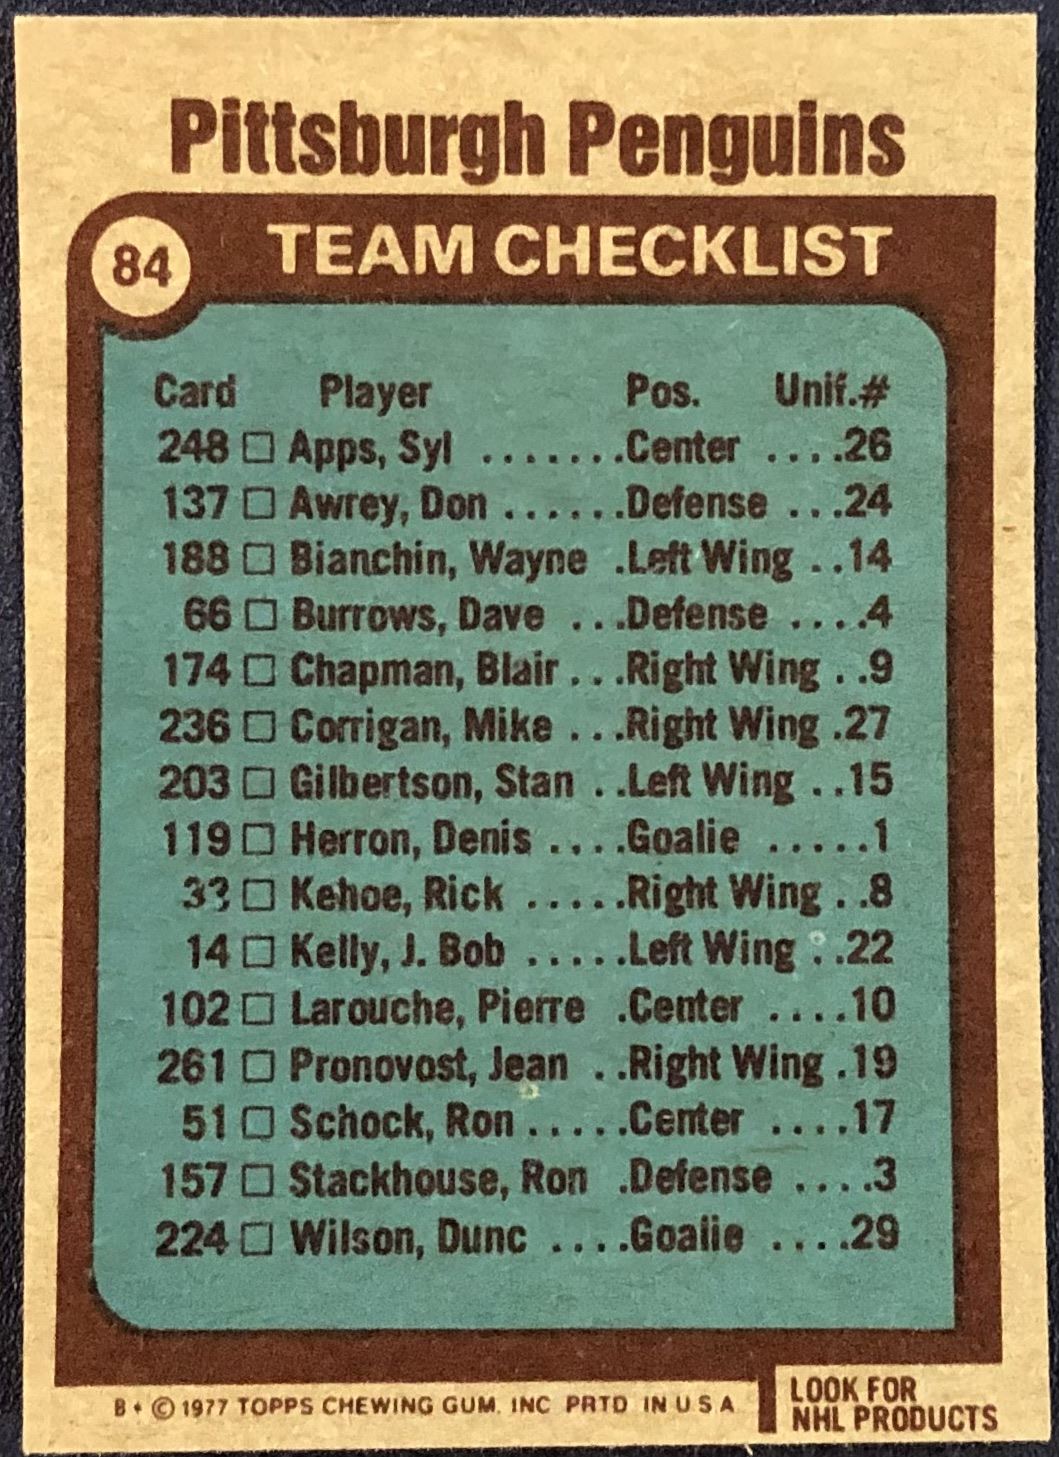 Pittsburgh Penguins
84 TEAM CHECKLIST
Card Player Pos. Unif.#
248 □ Apps, Syl .......Center ....26
137 □ Awrey, Don ......Defense ...24
188 □ Bianchin, Wayne .Left Wing ..14
66 □ Burrows, Dave ...Defense ....4
174 □ Chapman, Blair ...Right Wing ..9
236 □ Corrigan, Mike ...Right Wing .27
203 □ Gilbertson, Stan ..Left Wing ..15
119 □ Herron, Denis ....Goalie .....1
33 □ Kehoe, Rick .....Right Wing ..8
14 □ Kelly, J. Bob .....Left Wing ..22
102 □ Larouche, Pierre .Center ....10
261 □ Pronovost, Jean ..Right Wing .19
51 □ Schock, Ron .....Center ....17
157 □ Stackhouse, Ron .Defense ....3
224 □ Wilson, Dunc ....Goalie ....29
B* © 1977 TOPPS CHEWING GUM. INC PRTD IN U S A
LOOK FOR
NHL PRODUCTS